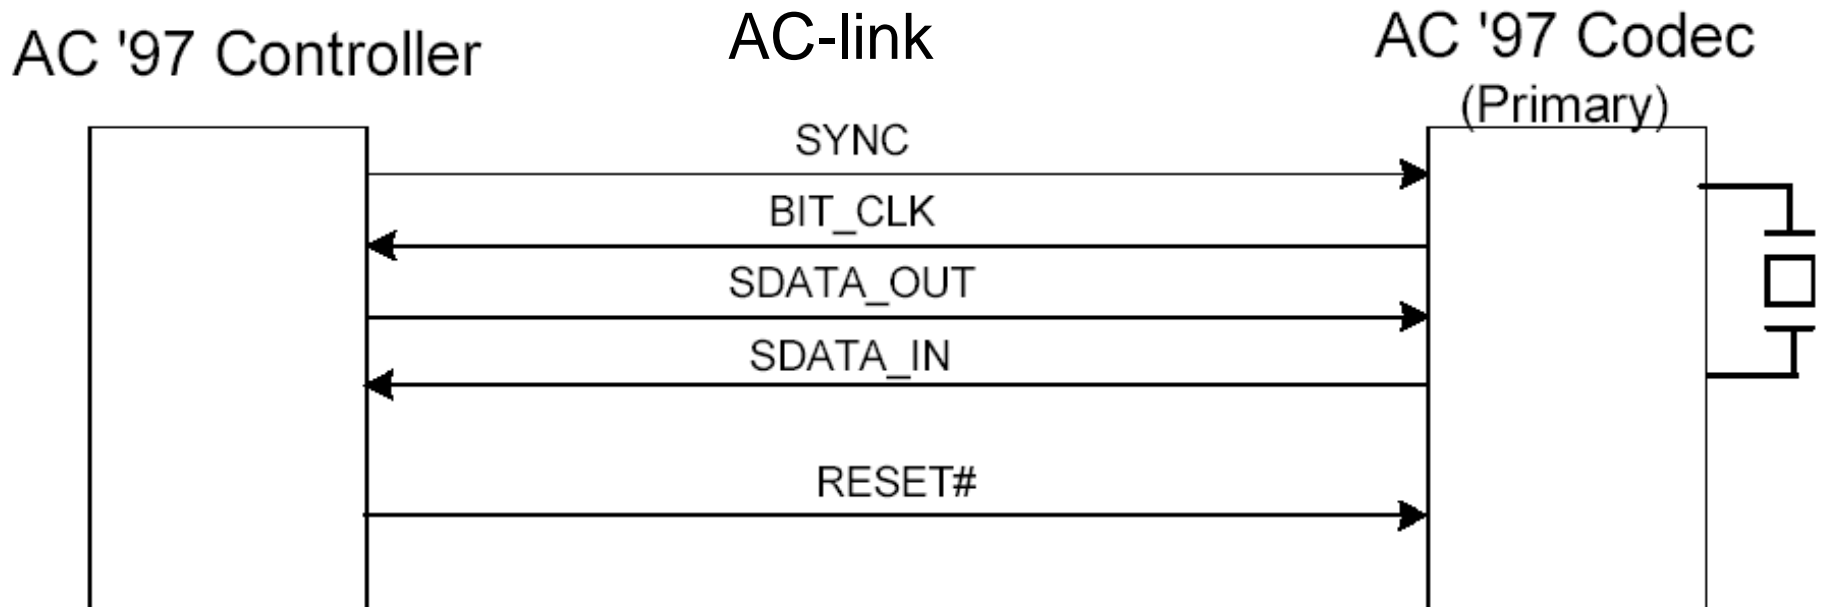 AC '97 Controller
AC-link
AC '97 Codec
(Primary)
SYNC
BIT_CLK
SDATA_OUT
SDATA_IN
RESET#